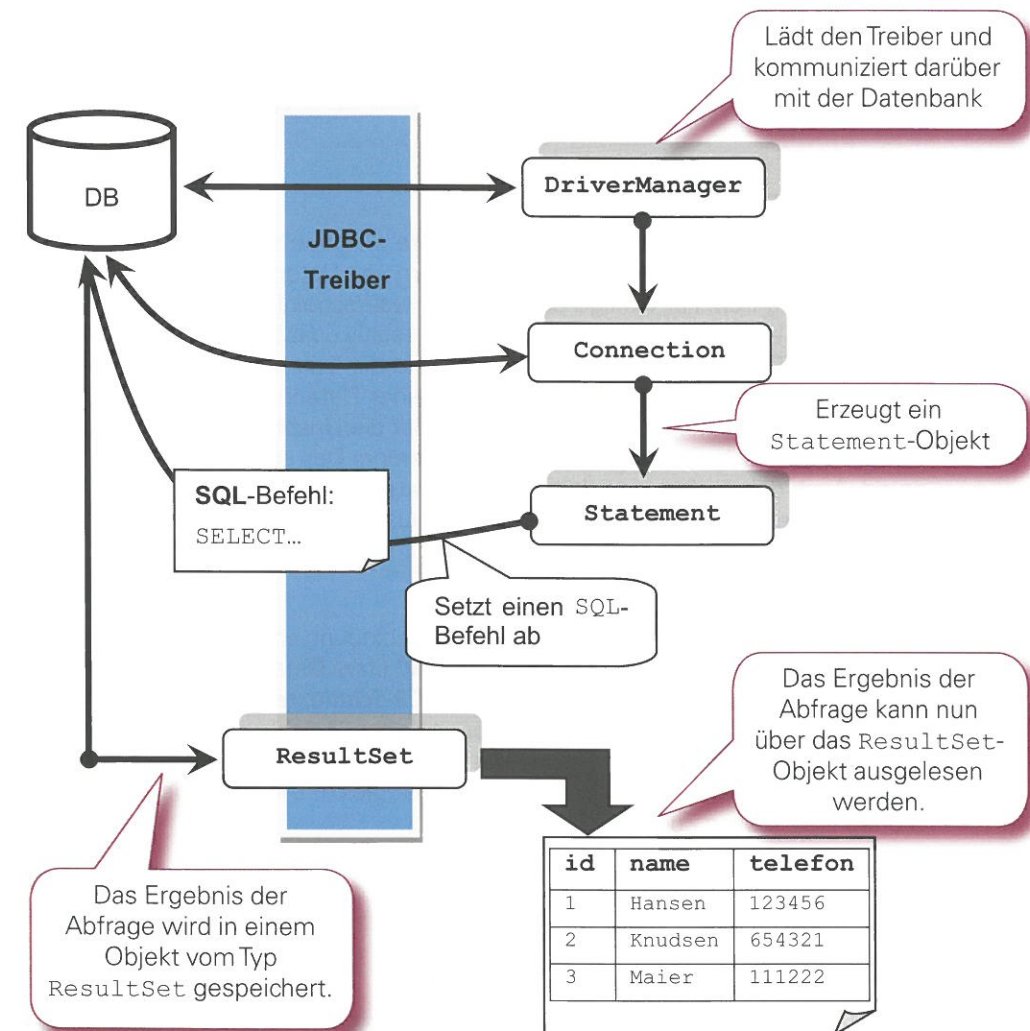 Lädt den Treiber und
kommuniziert darüber
mit der Datenbank
DB
DriverManager
JDBC-
Treiber
Connection
Erzeugt ein
Statement-Objekt
SQL-Befehl:
SELECT…
Statement
Setzt einen SQL-
Befehl ab
Das Ergebnis der
Abfrage kann nun
über das ResultSet-
Objekt ausgelesen
werden.
ResultSet
id name telefon
1 Hansen 123456
2 Knudsen 654321
3 Maier 111222
Das Ergebnis der
Abfrage wird in einem
Objekt vom Typ
ResultSet gespeichert.